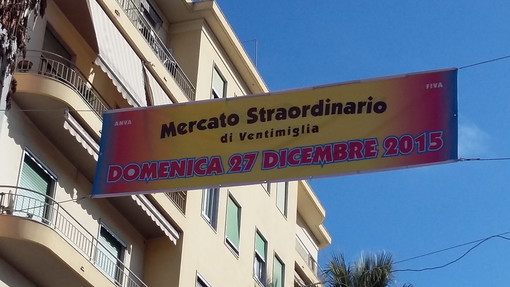 ANVA
FIVA
Mercato Straordinario
di Ventimiglia
DOMENICA 27 DICEMBRE 2015